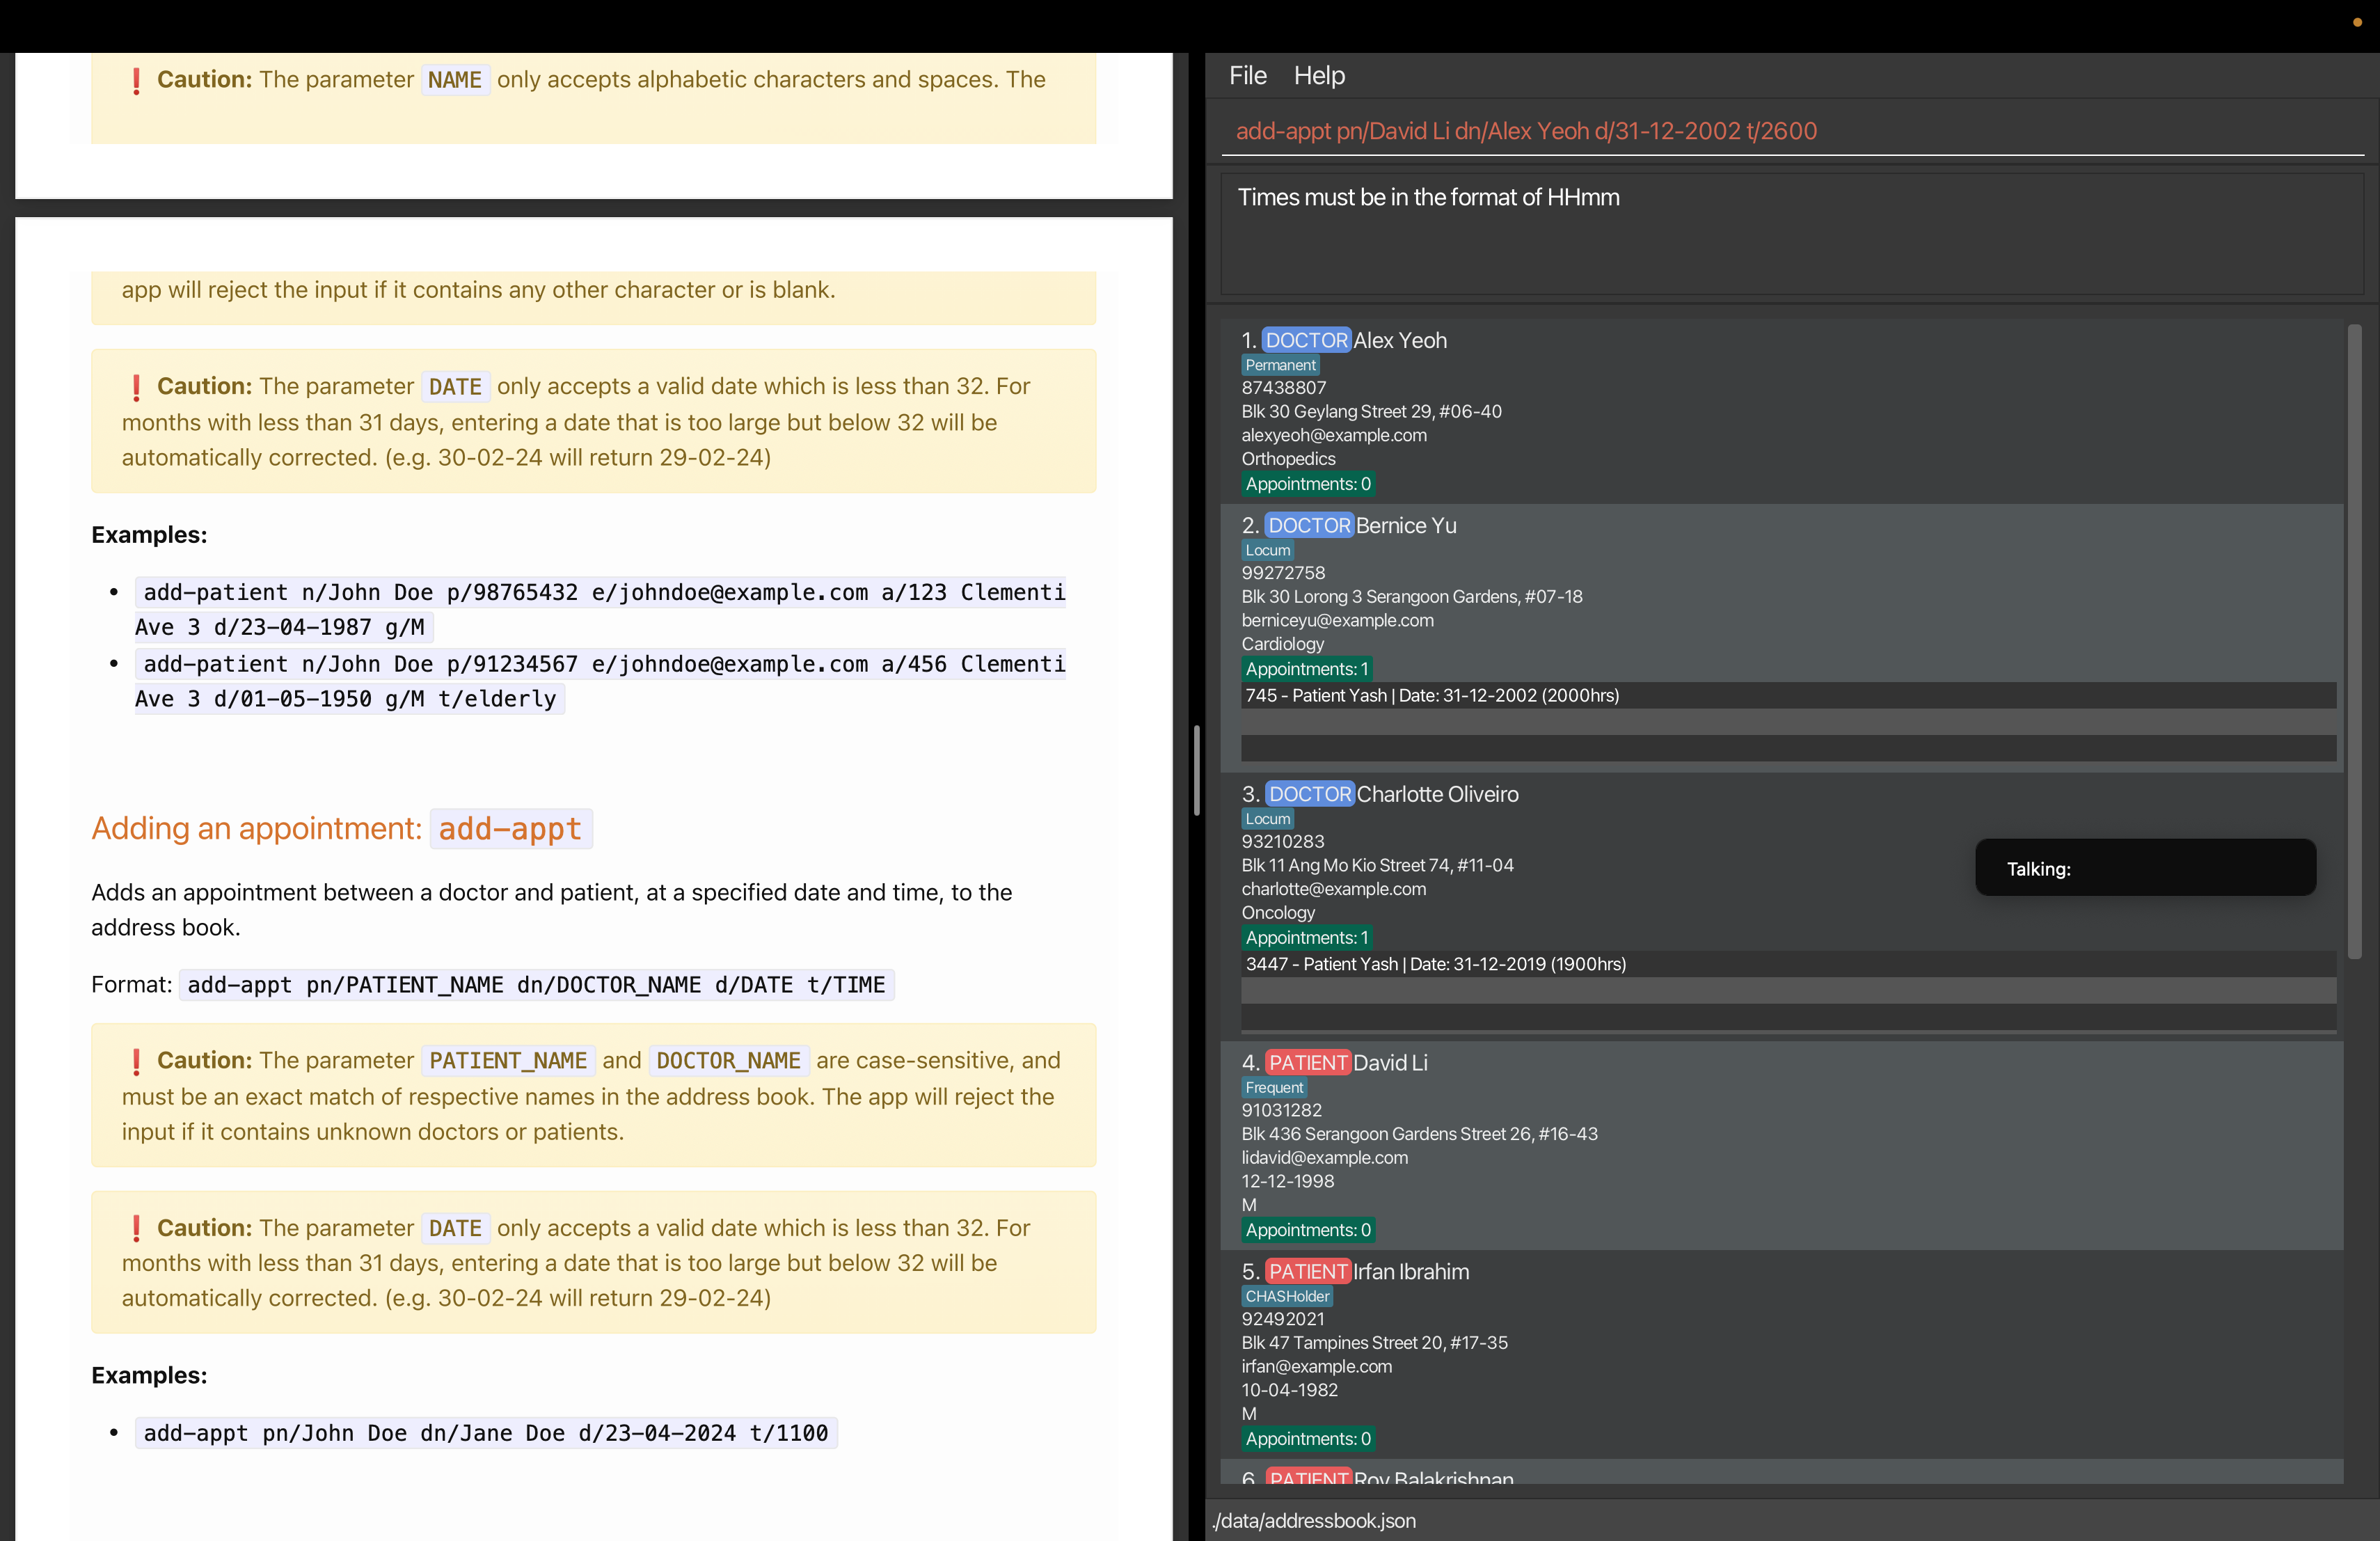 ❗ Caution: The parameter NAME only accepts alphabetic characters and spaces. The
app will reject the input if it contains any other character or is blank.
❗ Caution: The parameter DATE only accepts a valid date which is less than 32. For
months with less than 31 days, entering a date that is too large but below 32 will be
automatically corrected. (e.g. 30-02-24 will return 29-02-24)
Examples:
• add-patient n/John Doe p/98765432 e/johndoe@example.com a/123 Clementi
Ave 3 d/23-04-1987 g/M
• add-patient n/John Doe p/91234567 e/johndoe@example.com a/456 Clementi
Ave 3 d/01-05-1950 g/M t/elderly
Adding an appointment: add-appt
Adds an appointment between a doctor and patient, at a specified date and time, to the
address book.
Format: add-appt pn/PATIENT_NAME dn/DOCTOR_NAME d/DATE t/TIME
❗ Caution: The parameter PATIENT_NAME and DOCTOR_NAME are case-sensitive, and
must be an exact match of respective names in the address book. The app will reject the
input if it contains unknown doctors or patients.
❗ Caution: The parameter DATE only accepts a valid date which is less than 32. For
months with less than 31 days, entering a date that is too large but below 32 will be
automatically corrected. (e.g. 30-02-24 will return 29-02-24)
Examples:
• add-appt pn/John Doe dn/Jane Doe d/23-04-2024 t/1100
File Help
add-appt pn/David Li dn/Alex Yeoh d/31-12-2002 t/2600
Times must be in the format of HHmm
1. DOCTOR Alex Yeoh
Permanent
87438807
Blk 30 Geylang Street 29, #06-40
alexyeoh@example.com
Orthopedics
Appointments: 0
2. DOCTOR Bernice Yu
Locum
99272758
Blk 30 Lorong 3 Serangoon Gardens, #07-18
berniceyu@example.com
Cardiology
Appointments: 1
745 - Patient Yash | Date: 31-12-2002 (2000hrs)
3. DOCTOR Charlotte Oliveiro
Locum
93210283
Blk 11 Ang Mo Kio Street 74, #11-04
charlotte@example.com
Oncology
Appointments: 1
3447 - Patient Yash | Date: 31-12-2019 (1900hrs)
Talking:
4. PATIENT David Li
Frequent
91031282
Blk 436 Serangoon Gardens Street 26, #16-43
lidavid@example.com
12-12-1998
M
Appointments: 0
5. PATIENT Irfan Ibrahim
CHASHolder
92492021
Blk 47 Tampines Street 20, #17-35
irfan@example.com
10-04-1982
M
Appointments: 0
6. PATIENT Roy Balakrishnan
./data/addressbook.json